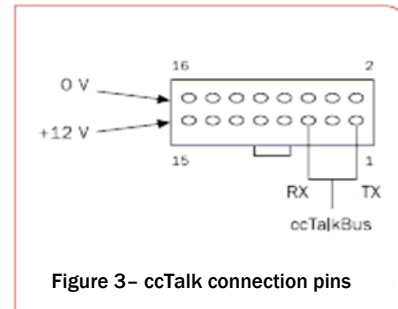 16 2
0 V
+12 V
15 1
RX TX
ccTalkBus
Figure 3– ccTalk connection pins